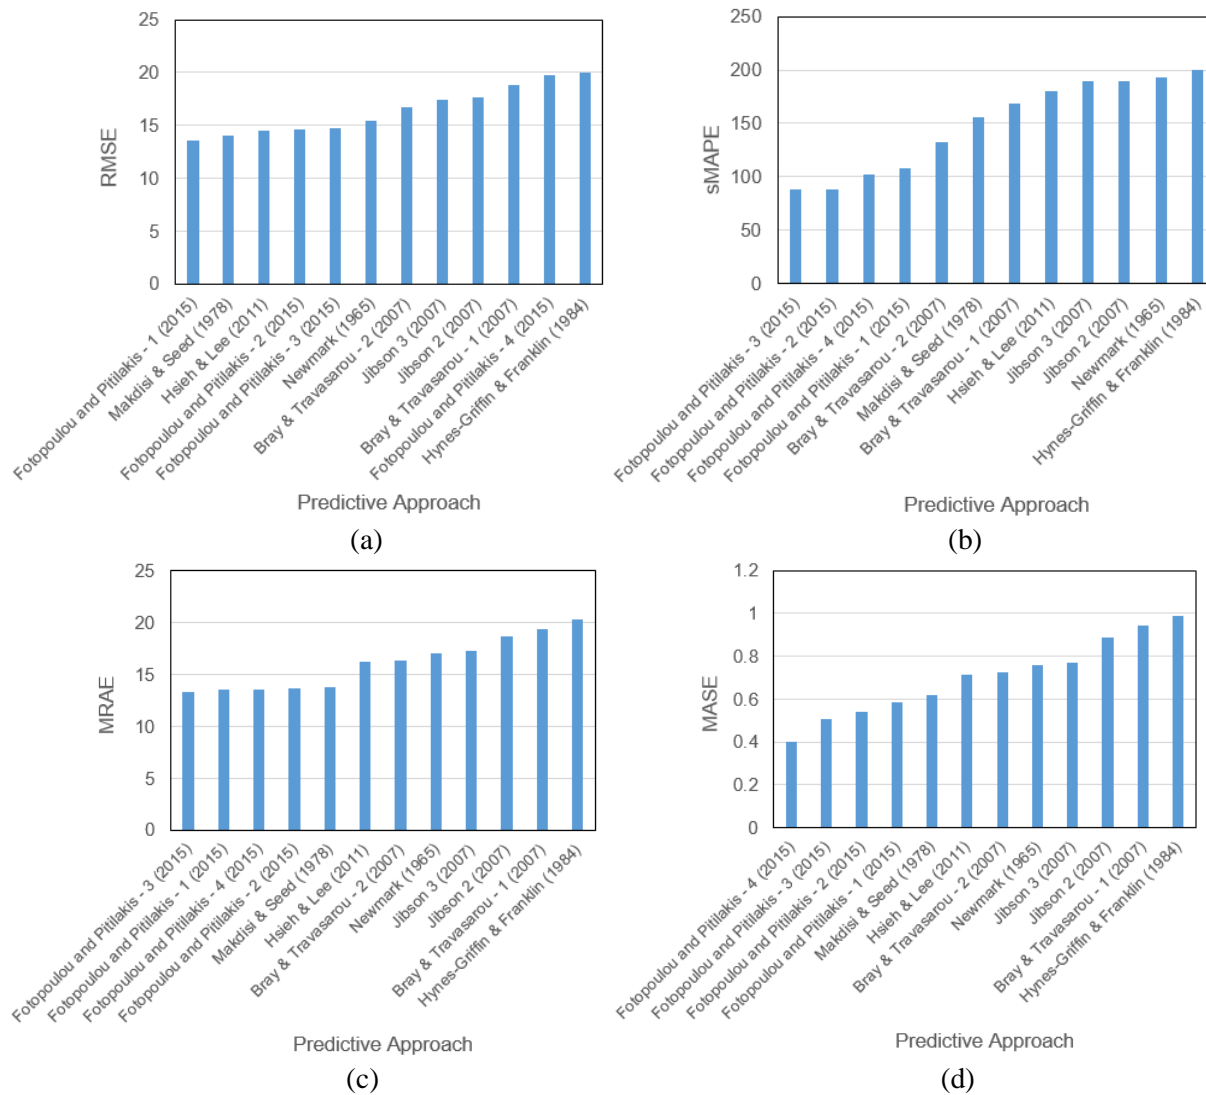 25
20
15
10
5
0
RMSE
Fotopoulou and Pitilakis - 1 (2015)
Makdisi & Seed (1978)
Hsieh & Lee (2011)
Fotopoulou and Pitilakis - 2 (2015)
Fotopoulou and Pitilakis - 3 (2015)
Newmark (1965)
Bray & Travasarou - 2 (2007)
Jibson 3 (2007)
Jibson 2 (2007)
Bray & Travasarou - 1 (2007)
Fotopoulou and Pitilakis - 4 (2015)
Hynes-Griffin & Franklin (1984)
Predictive Approach
(a)
250
200
150
100
50
0
sMAPE
Fotopoulou and Pitilakis - 3 (2015)
Fotopoulou and Pitilakis - 2 (2015)
Fotopoulou and Pitilakis - 4 (2015)
Fotopoulou and Pitilakis - 1 (2015)
Bray & Travasarou - 2 (2007)
Makdisi & Seed (1978)
Bray & Travasarou - 1 (2007)
Hsieh & Lee (2011)
Jibson 3 (2007)
Jibson 2 (2007)
Newmark (1965)
Hynes-Griffin & Franklin (1984)
Predictive Approach
(b)
25
20
15
10
5
0
MRAE
Fotopoulou and Pitilakis - 3 (2015)
Fotopoulou and Pitilakis - 1 (2015)
Fotopoulou and Pitilakis - 4 (2015)
Fotopoulou and Pitilakis - 2 (2015)
Makdisi & Seed (1978)
Hsieh & Lee (2011)
Bray & Travasarou - 2 (2007)
Newmark (1965)
Jibson 3 (2007)
Jibson 2 (2007)
Bray & Travasarou - 1 (2007)
Hynes-Griffin & Franklin (1984)
Predictive Approach
(c)
1.2
1
0.8
0.6
0.4
0.2
0
MASE
Fotopoulou and Pitilakis - 4 (2015)
Fotopoulou and Pitilakis - 3 (2015)
Fotopoulou and Pitilakis - 2 (2015)
Fotopoulou and Pitilakis - 1 (2015)
Makdisi & Seed (1978)
Hsieh & Lee (2011)
Bray & Travasarou - 2 (2007)
Newmark (1965)
Jibson 3 (2007)
Jibson 2 (2007)
Bray & Travasarou - 1 (2007)
Hynes-Griffin & Franklin (1984)
Predictive Approach
(d)